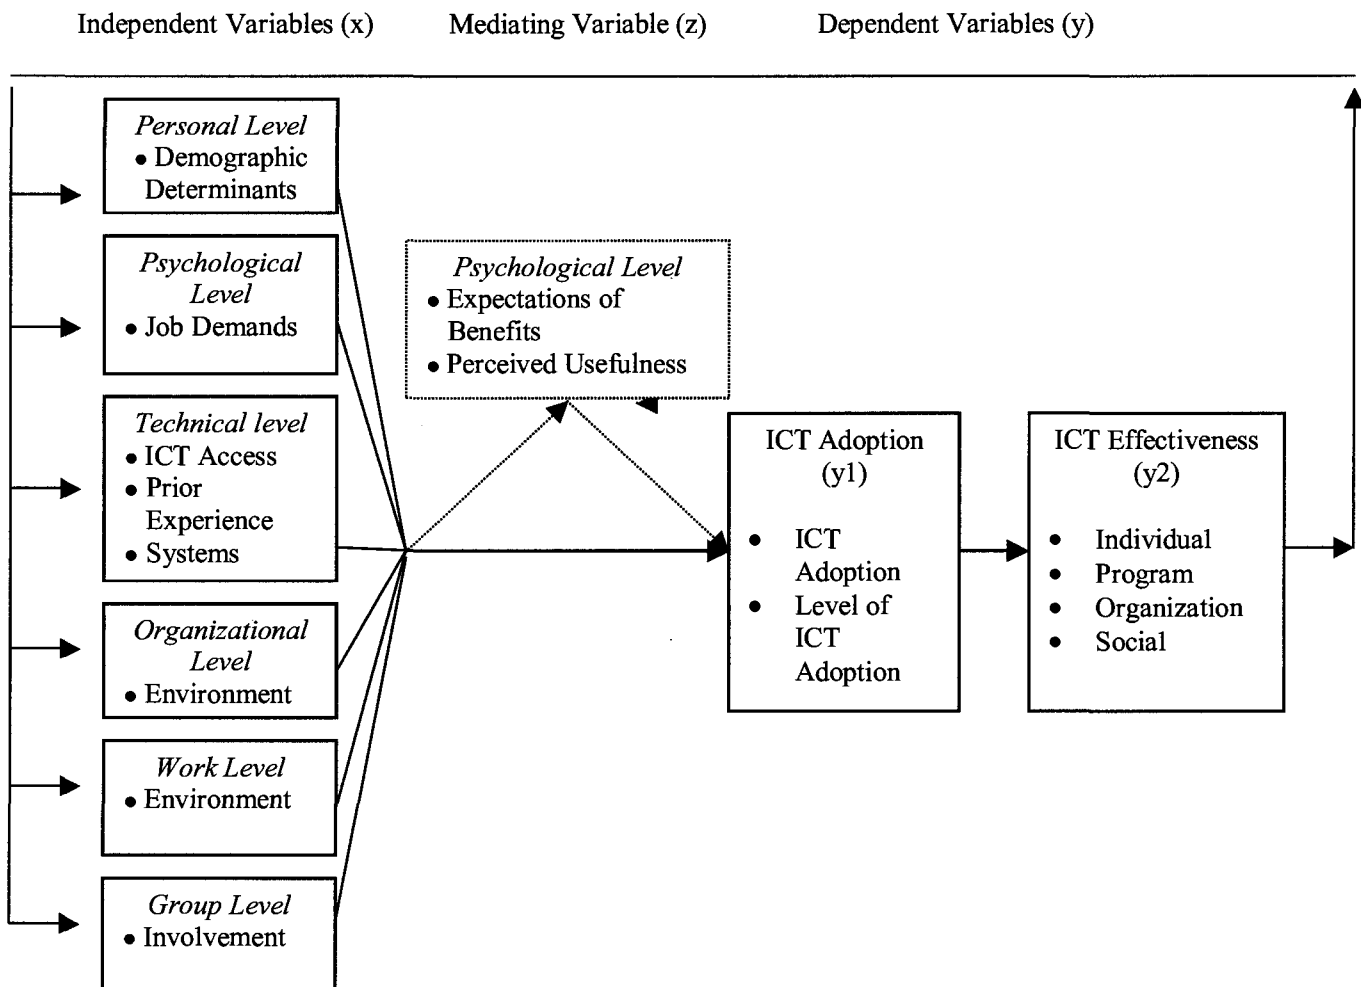 Independent Variables (x)
Mediating Variable (z)
Dependent Variables (y)
Personal Level
• Demographic
Determinants
Psychological
Level
• Job Demands
Technical level
• ICT Access
• Prior
Experience
• Systems
Organizational
Level
• Environment
Work Level
• Environment
Group Level
• Involvement
Psychological Level
• Expectations of
Benefits
• Perceived Usefulness
ICT Adoption
(y1)
• ICT
Adoption
• Level of
ICT
Adoption
ICT Effectiveness
(y2)
• Individual
• Program
• Organization
• Social